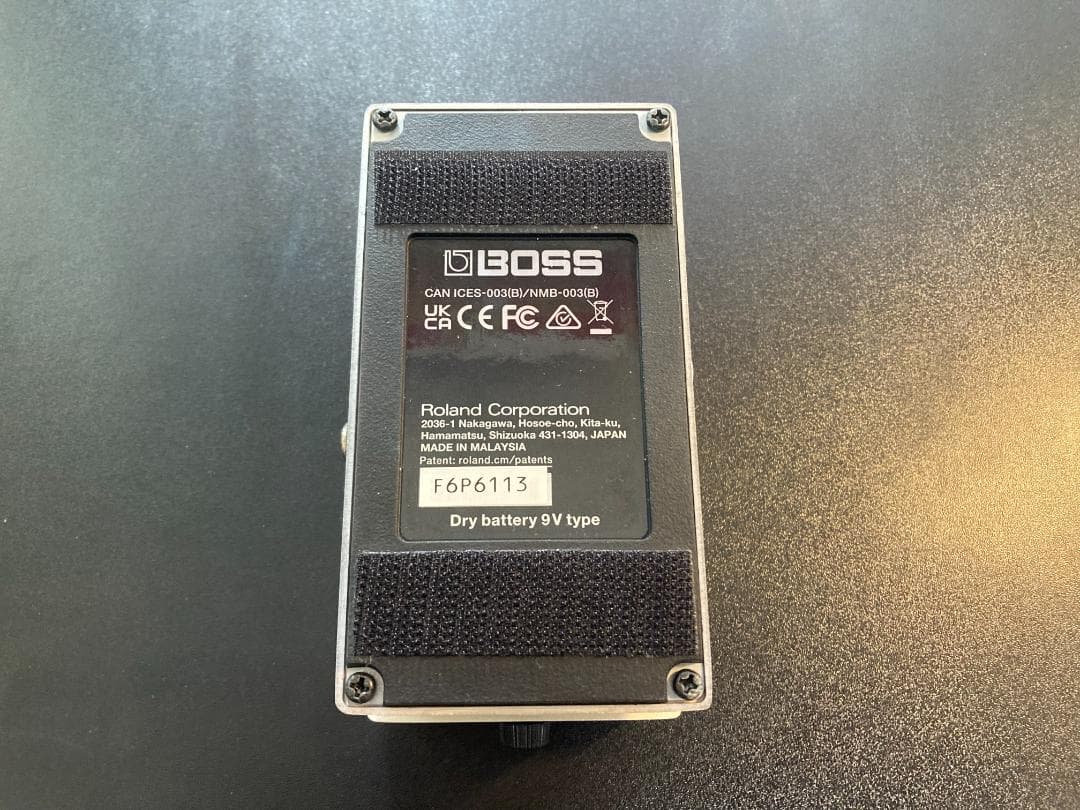 BOSS
CAN ICES-003(B)/NMB-003(B)
UK CA CE FC
Roland Corporation
2036-1 Nakagawa, Hosoe-cho, Kita-ku,
Hamamatsu, Shizuoka 431-1304, JAPAN
MADE IN MALAYSIA
Patent: roland.cm/patents
F6P6113
Dry battery 9V type